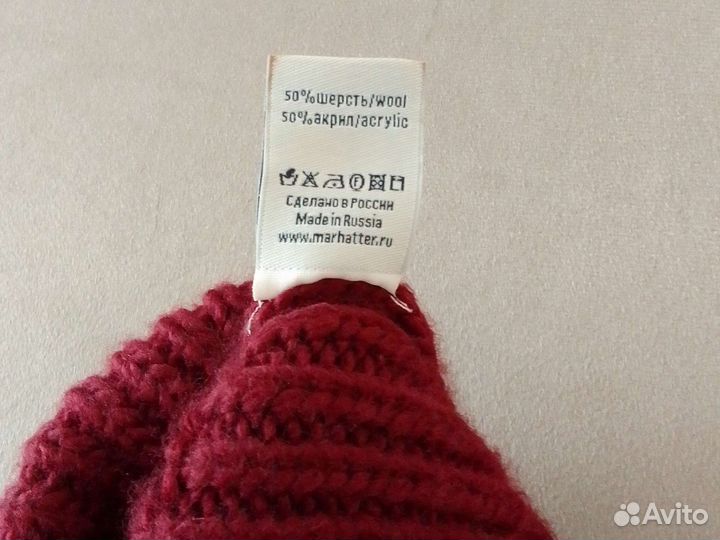 50%шерсть/wool
50%акрил/acrylic
F
Сделано в России
Made in Russia
www.marhatter.ru
Avito